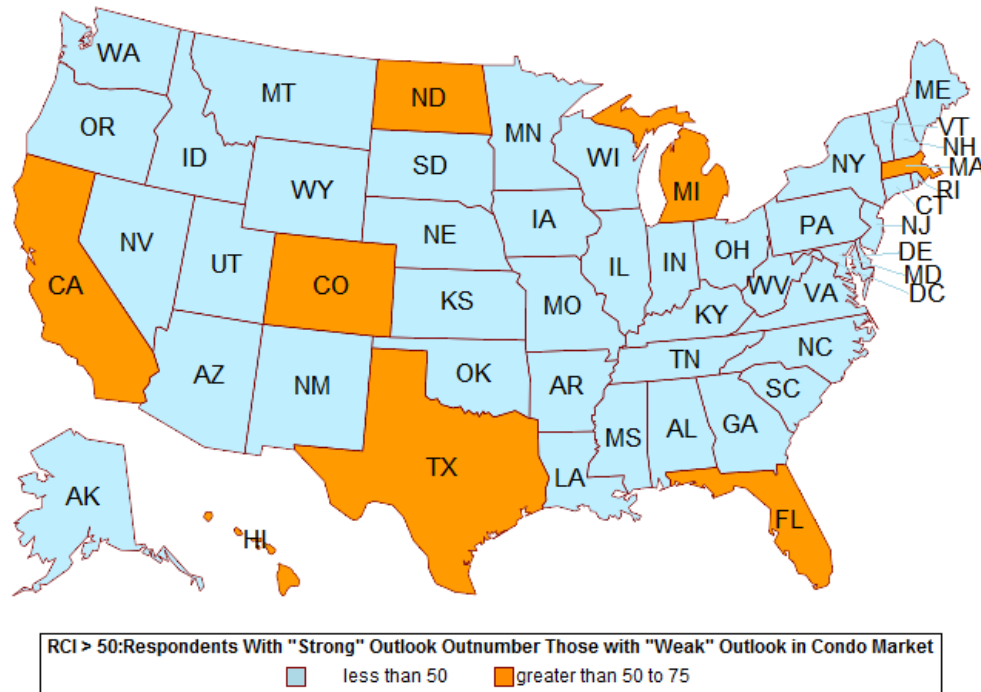 WA
MT
ND
MN
ME
OR
ID
SD
WI
NY
VT
NH
MA
RI
CT
WY
MI
NV
UT
NE
IA
PA
NJ
CA
CO
IL
IN
OH
DE
MD
DC
KS
MO
WV
VA
KY
AZ
NM
OK
AR
TN
NC
SC
MS
AL
GA
TX
LA
AK
FL
HI
RCI > 50:Respondents With "Strong" Outlook Outnumber Those with "Weak" Outlook in Condo Market
less than 50 greater than 50 to 75